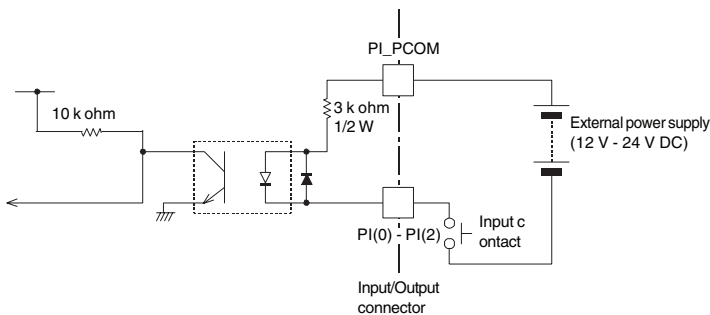 PI_PCOM
10 k ohm
3 k ohm
1/2 W
External power supply
(12 V - 24 V DC)
PI(0) - PI(2)
Input c
ontact
Input/Output
connector